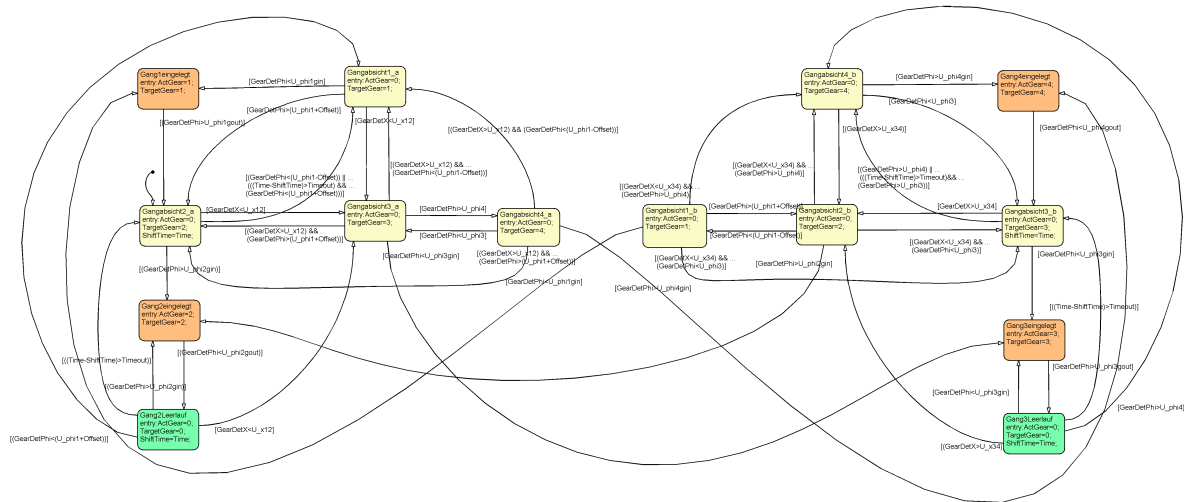 Gang1eingelegt
entry:ActGear=1;
TargetGear=1;
Gangabsicht1_a
entry:ActGear=0;
TargetGear=1;
[GearDetPhi<U_phi1gin]
[GearDetPhi>(U_phi1+Offset)]
[GearDetPhi>U_phi1gout]
[GearDetX<U_x12]
[(GearDetX>U_x12) && (GearDetPhi<(U_phi1-Offset))]
[(GearDetPhi<(U_phi1-Offset)) || ...
(((Time-ShiftTime)>Timeout) && ...
(GearDetPhi<(U_phi1+Offset)))]
[(GearDetX>U_x12) && ...
(GearDetPhi<(U_phi1-Offset))]
Gangabsicht2_a
entry:ActGear=0;
TargetGear=2;
ShiftTime=Time;
[GearDetX<U_x12]
[(GearDetX>U_x12) && ...
(GearDetPhi>(U_phi1+Offset))]
Gangabsicht3_a
entry:ActGear=0;
TargetGear=3;
[GearDetPhi>U_phi4]
[GearDetPhi<U_phi3]
Gangabsicht4_a
entry:ActGear=0;
TargetGear=4;
[GearDetPhi<U_phi3gin]
[(GearDetX>U_x12) && ...
(GearDetPhi>(U_phi1+Offset))]
[GearDetPhi<U_phi1gin]
[GearDetPhi>U_phi2gin]
Gang2eingelegt
entry:ActGear=2;
TargetGear=2;
[(GearDetPhi<U_phi2gout)]
[((Time-ShiftTime)>Timeout)]
[(GearDetPhi>U_phi2gin)]
Gang2Leerlauf
entry:ActGear=0;
TargetGear=0;
ShiftTime=Time;
[GearDetX<U_x12]
[(GearDetPhi<(U_phi1+Offset))]
Gangabsicht4_b
entry:ActGear=0;
TargetGear=4;
[GearDetPhi>U_phi4gin]
[GearDetPhi<U_phi3]
Gang4eingelegt
entry:ActGear=4;
TargetGear=4;
[GearDetPhi<U_phi4gout]
[(GearDetX>U_x34)]
[(GearDetX<U_x34) && ...
(GearDetPhi>U_phi4)]
[(GearDetPhi>U_phi4) || ...
(((Time-ShiftTime)>Timeout)&& ...
(GearDetPhi>U_phi3))]
[(GearDetX<U_x34) && ...
(GearDetPhi>U_phi4)]
Gangabsicht1_b
entry:ActGear=0;
TargetGear=1;
[GearDetPhi>(U_phi1+Offset)]
[GearDetPhi<(U_phi1-Offset)]
Gangabsicht2_b
entry:ActGear=0;
TargetGear=2;
[GearDetX>U_x34]
[(GearDetX<U_x34) && ...
(GearDetPhi<U_phi3)]
Gangabsicht3_b
entry:ActGear=0;
TargetGear=3;
ShiftTime=Time;
[(GearDetX<U_x34) && ...
(GearDetPhi<U_phi3)]
[GearDetPhi>U_phi2gin]
[GearDetPhi<U_phi3gin]
[GearDetPhi>U_phi4gin]
[((Time-ShiftTime)>Timeout)]
Gang3eingelegt
entry:ActGear=3;
TargetGear=3;
[GearDetPhi>U_phi3gout]
[GearDetPhi<U_phi3gin]
[GearDetPhi>U_phi4]
Gang3Leerlauf
entry:ActGear=0;
TargetGear=0;
ShiftTime=Time;
[(GearDetX>U_x34)]